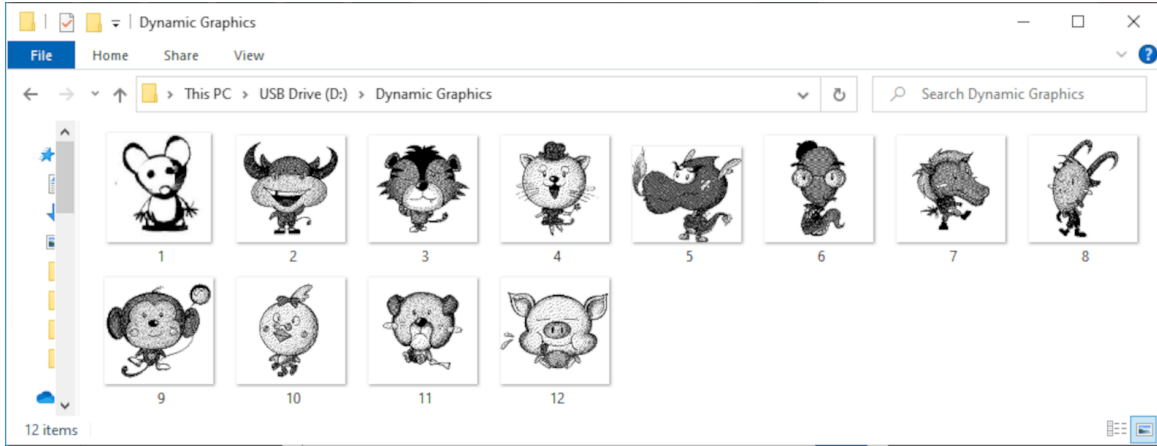 Dynamic Graphics
File Home Share View
This PC > USB Drive (D:) > Dynamic Graphics
Search Dynamic Graphics
1 2 3 4 5 6 7 8
9 10 11 12
12 items